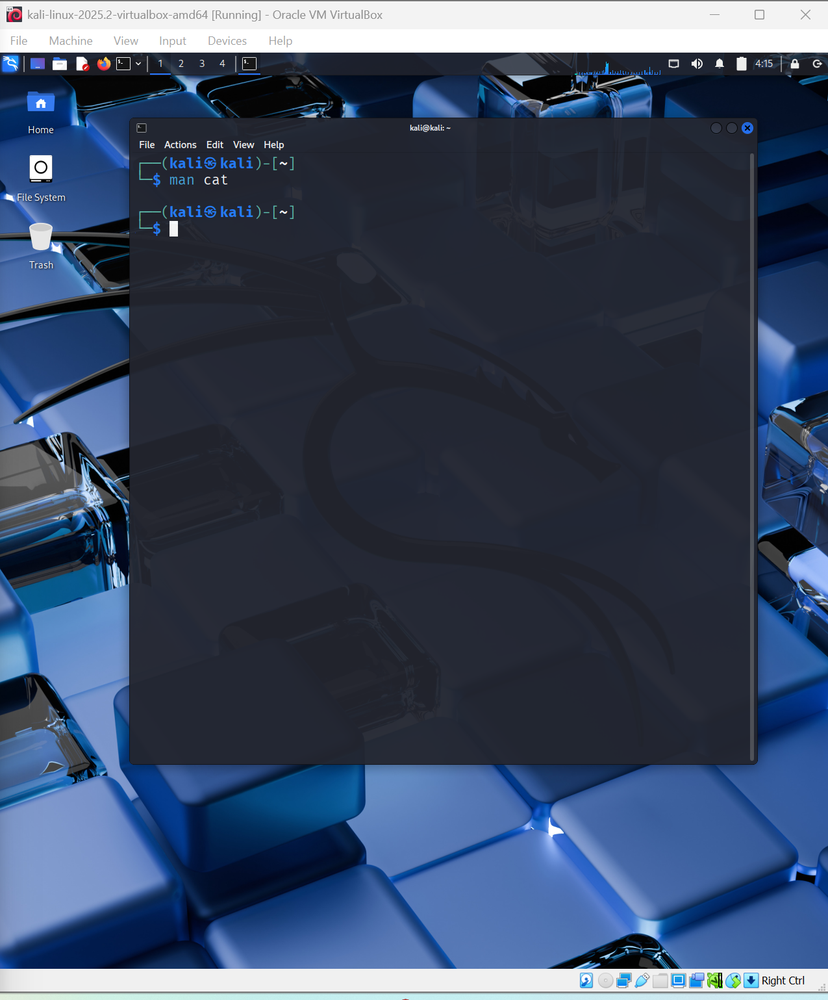 kali-linux-2025.2-virtualbox-amd64 [Running] - Oracle VM VirtualBox
File Machine View Input Devices Help
1 2 3 4 4:15
Home
File System
Trash
kali@kali: ~
File Actions Edit View Help
┌──(kali㉿kali)-[~]
└─$ man cat
┌──(kali㉿kali)-[~]
└─$
Right Ctrl